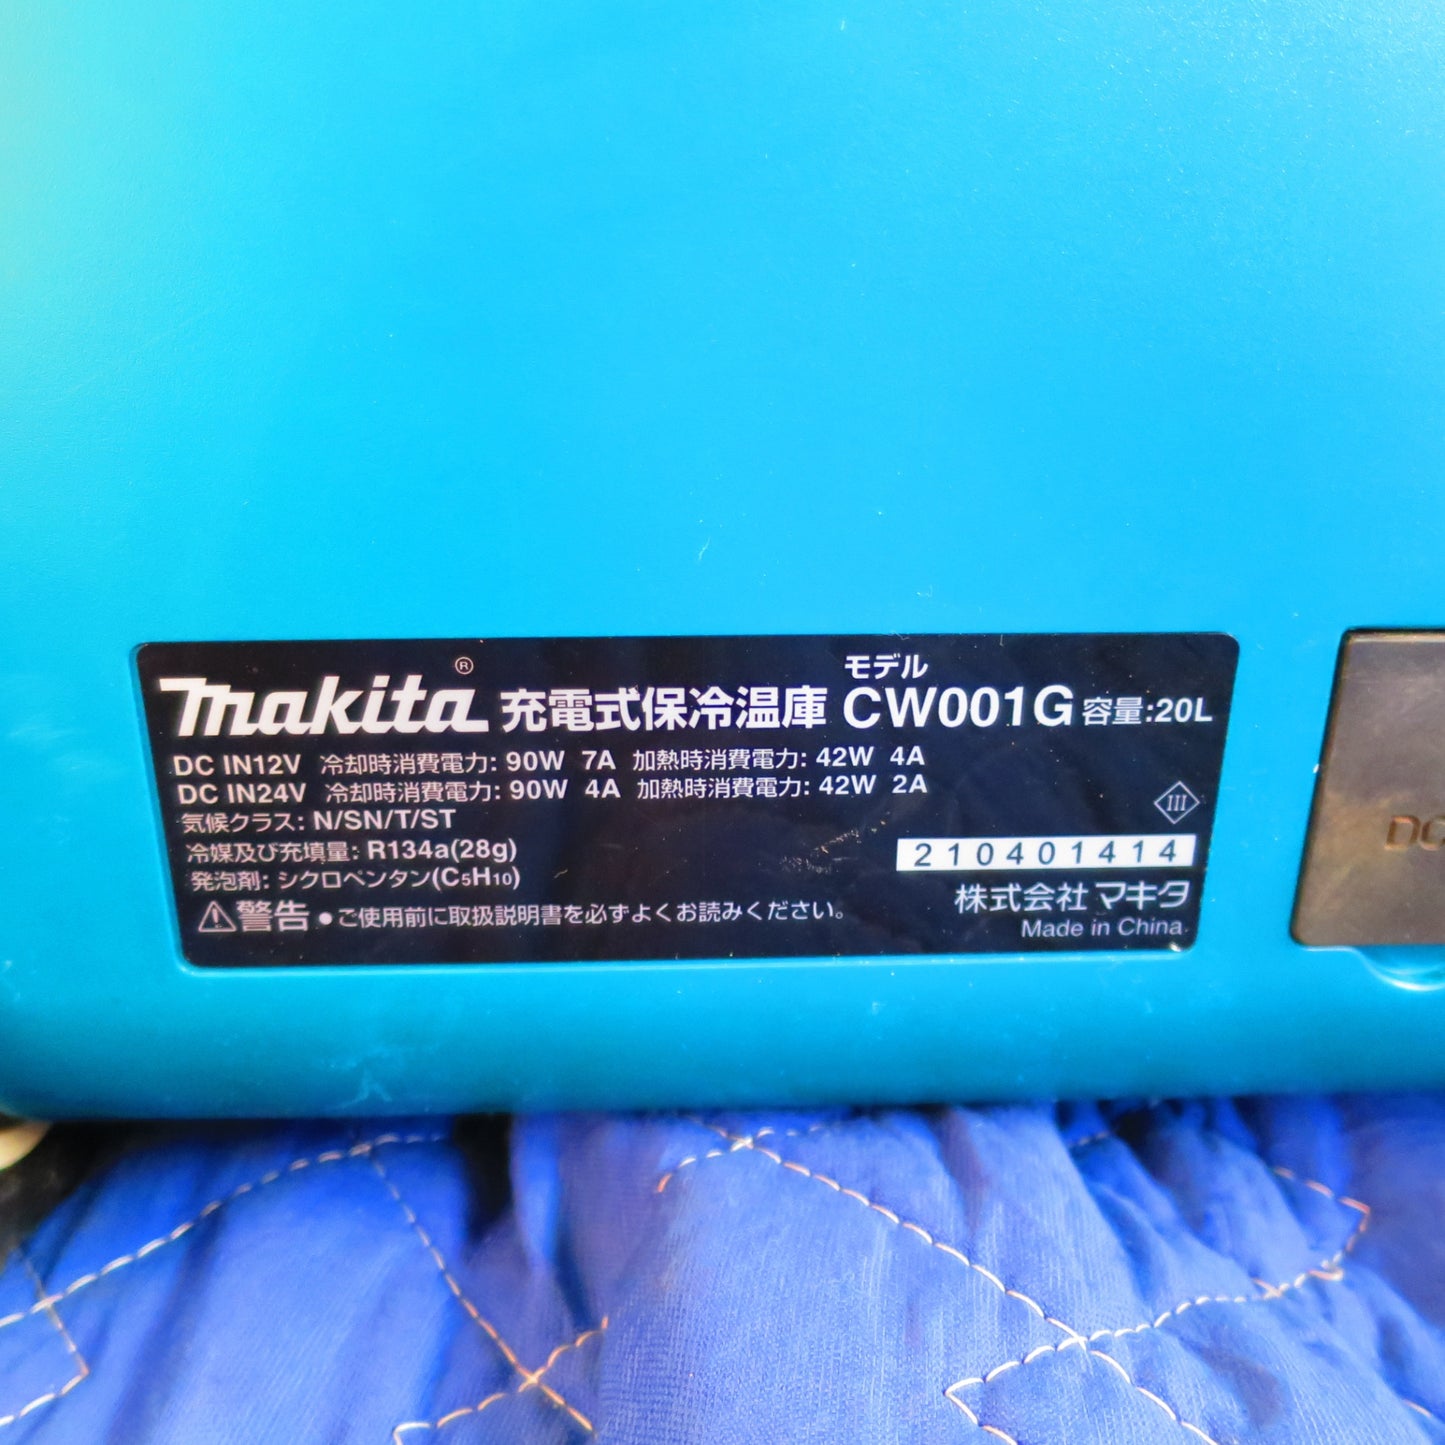 makita® 充電式保冷温庫 モデル CW001G 容量:20L
DC IN12V 冷却時消費電力: 90W 7A 加熱時消費電力: 42W 4A
DC IN24V 冷却時消費電力: 90W 4A 加熱時消費電力: 42W 2A
気候クラス: N/SN/T/ST
III
冷媒及び充填量: R134a(28g)
210401414
発泡剤: シクロペンタン(C5H10)
株式会社 マキタ
⚠警告 ●ご使用前に取扱説明書を必ずよくお読みください。
Made in China